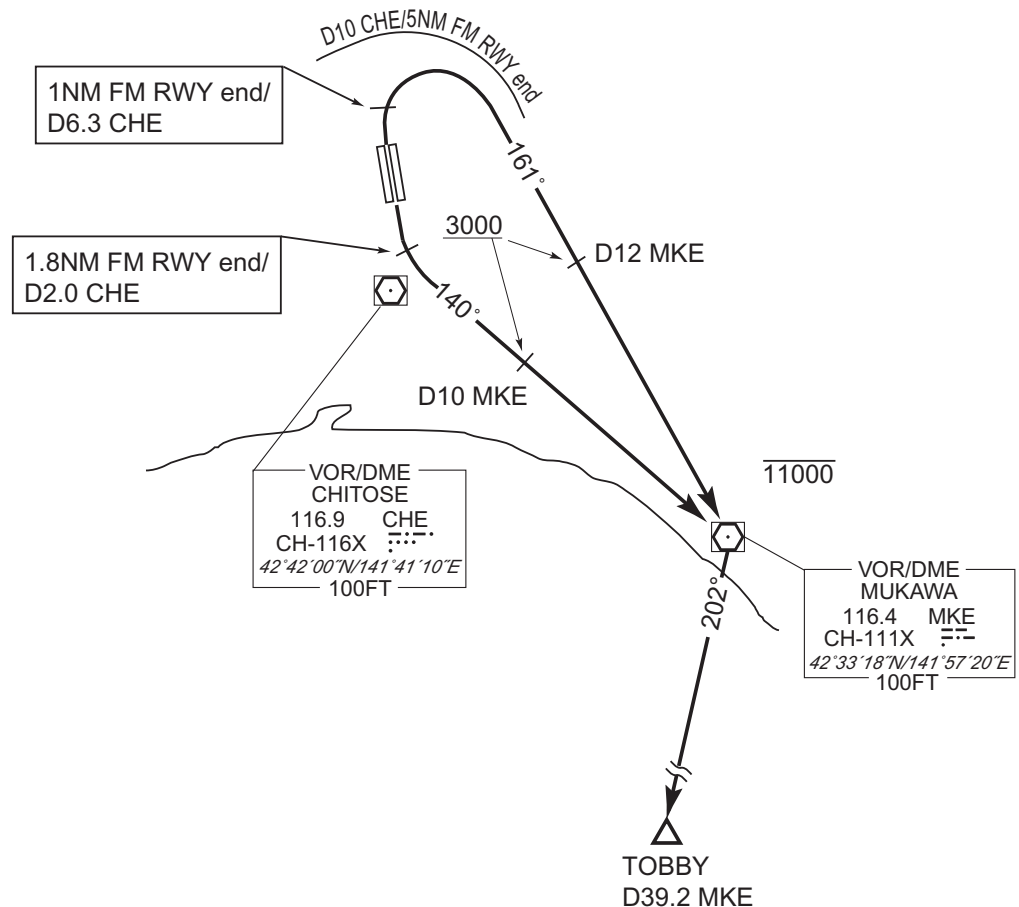 D10 CHE/5NM FM RWY end
1NM FM RWY end/
D6.3 CHE
161°
3000
D12 MKE
1.8NM FM RWY end/
D2.0 CHE
140°
D10 MKE
11000
VOR/DME
CHITOSE
116.9 CHE
CH-116X
42°42´00˝N/141°41´10˝E
100FT
VOR/DME
MUKAWA
116.4 MKE
CH-111X
42°33´18˝N/141°57´20˝E
100FT
202°
TOBBY
D39.2 MKE